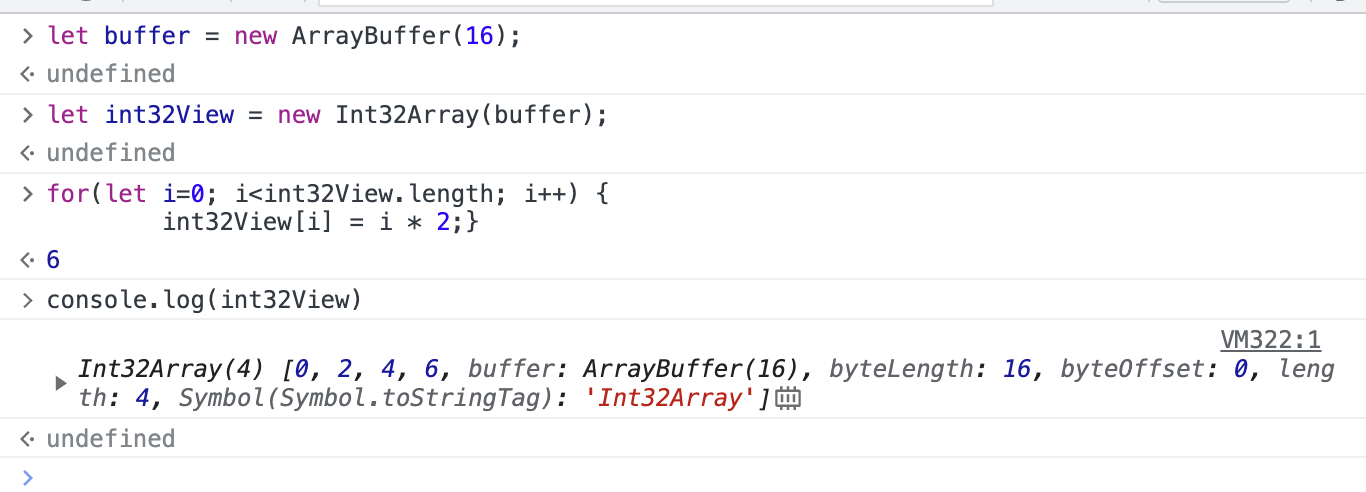 > let buffer = new ArrayBuffer(16);
<· undefined
> let int32View = new Int32Array(buffer);
<· undefined
> for(let i=0; i<int32View.length; i++) {
        int32View[i] = i * 2;}
<· 6
> console.log(int32View)
VM322:1
▶ Int32Array(4) [0, 2, 4, 6, buffer: ArrayBuffer(16), byteLength: 16, byteOffset: 0, leng
th: 4, Symbol(Symbol.toStringTag): 'Int32Array']
<· undefined
>